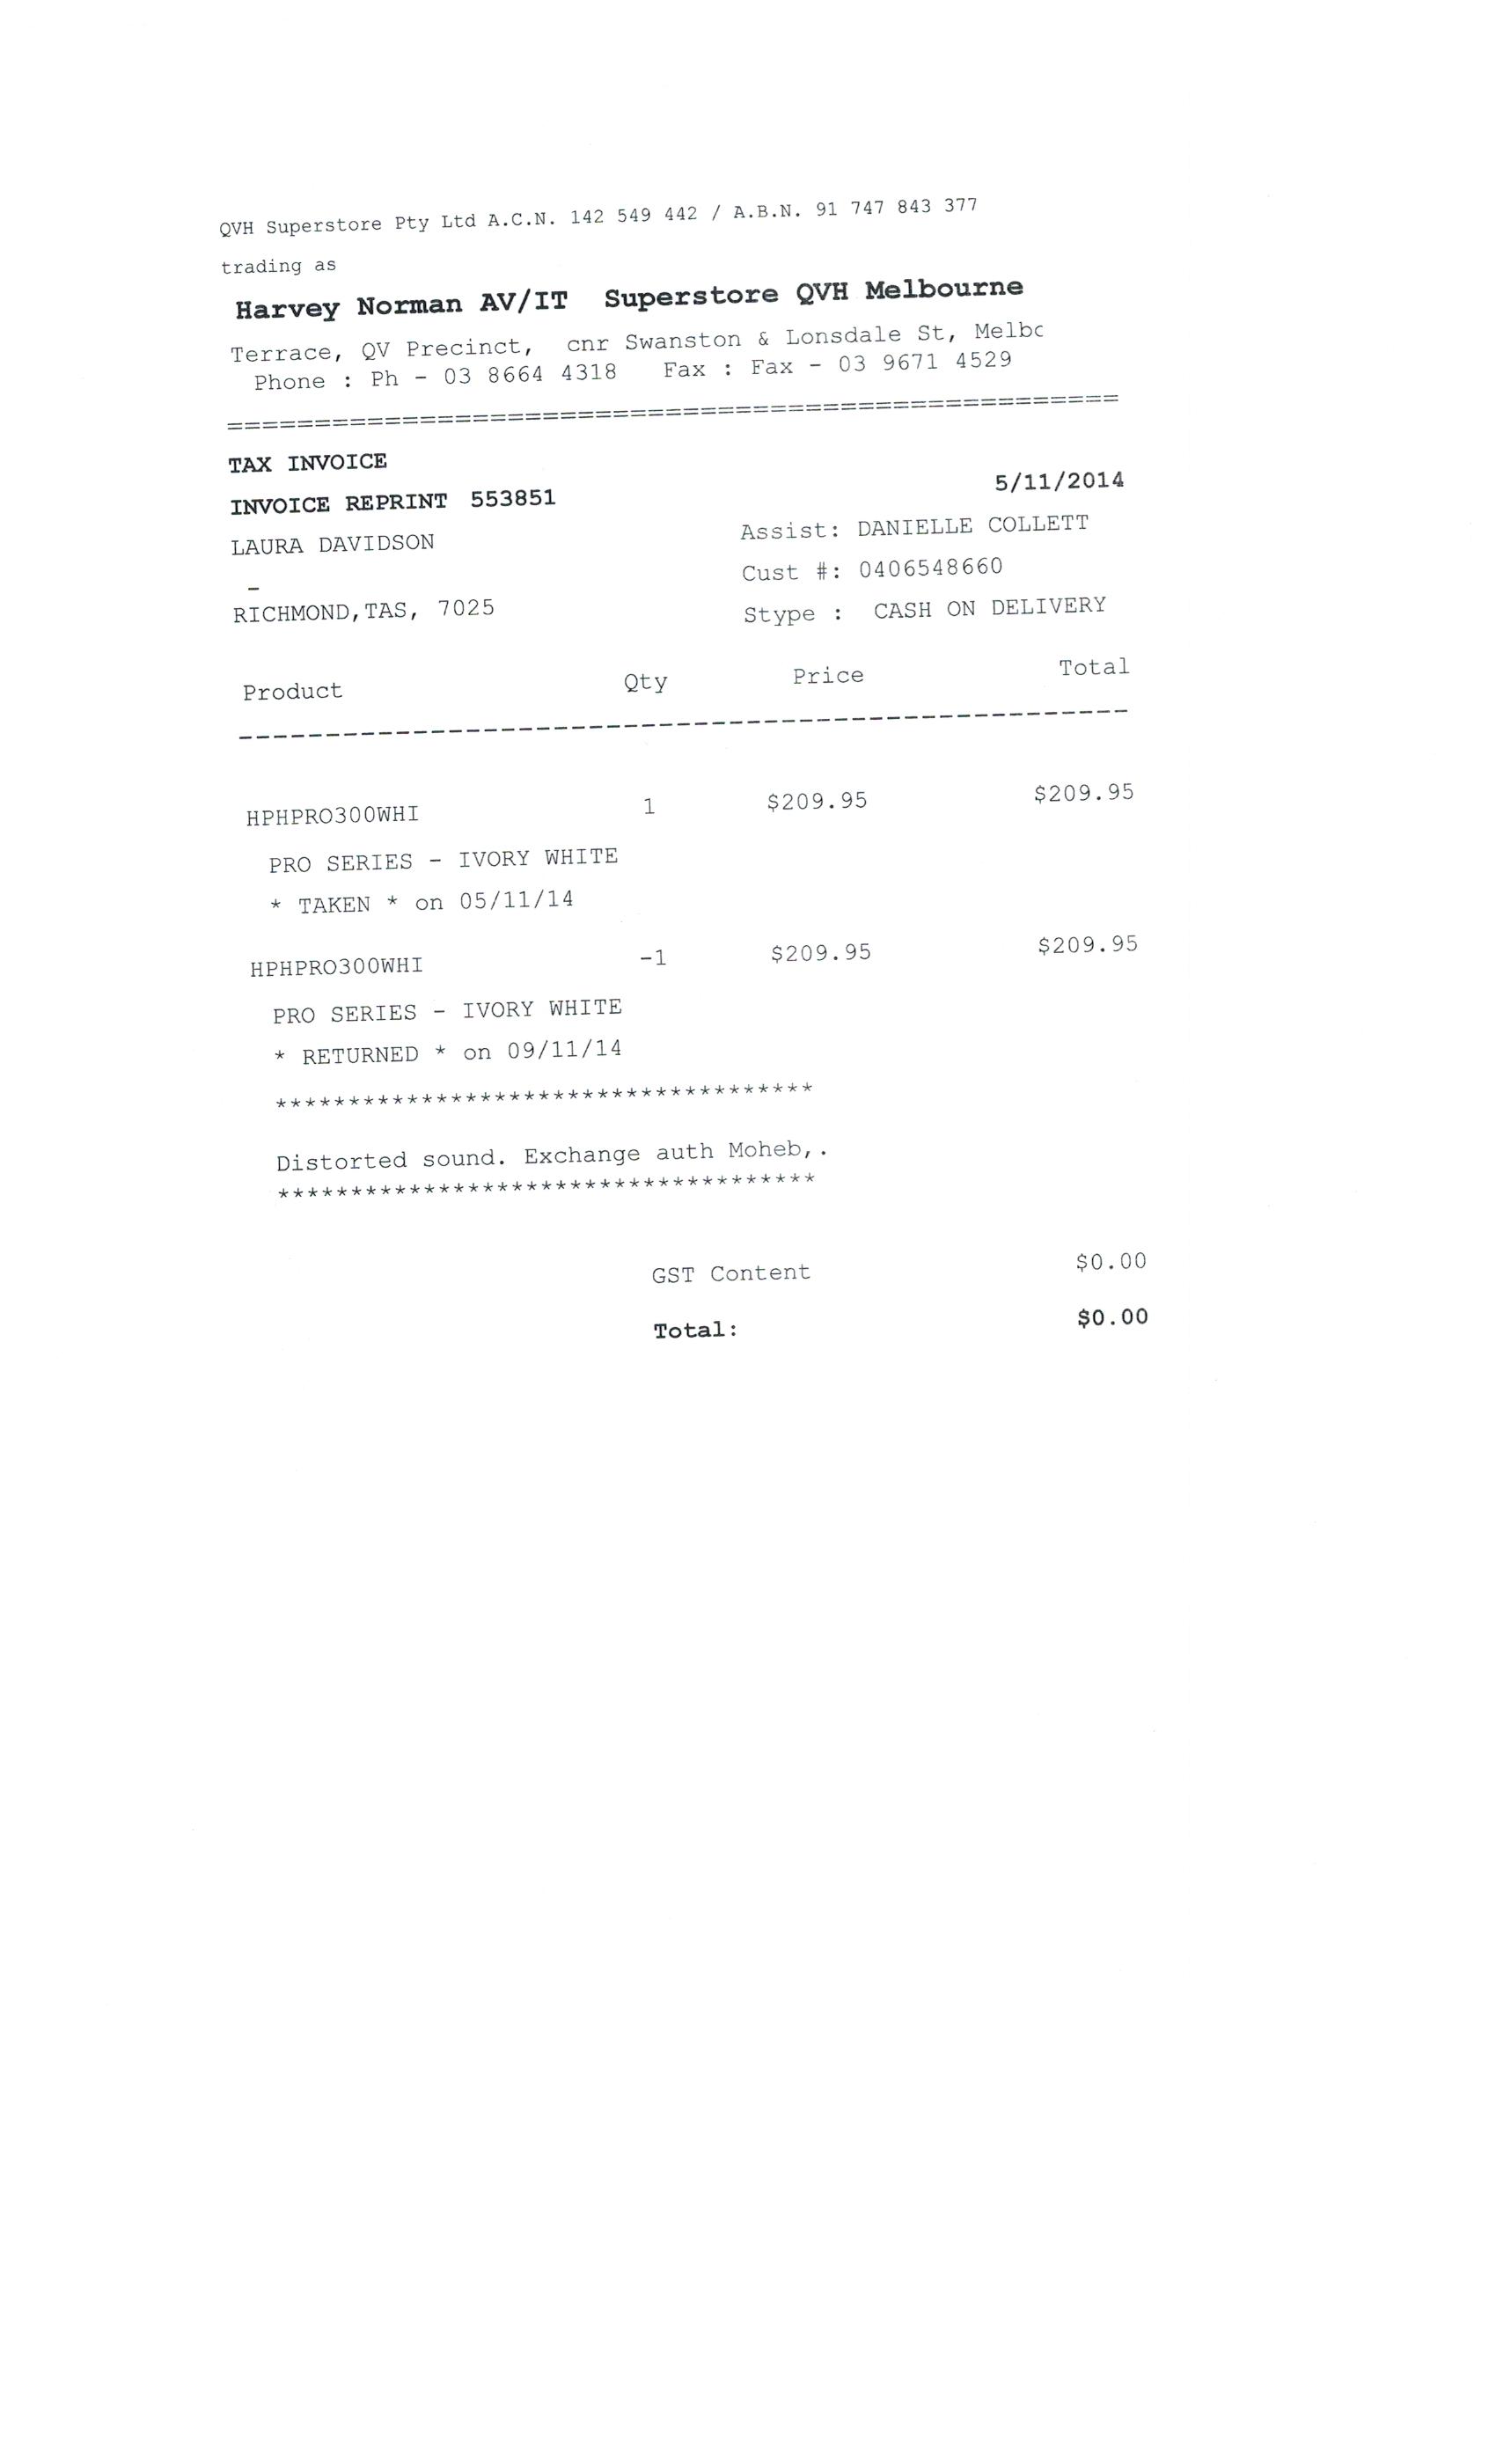 QVH Superstore Pty Ltd A.C.N. 142 549 442 / A.B.N. 91 747 843 377
trading as
Harvey Norman AV/IT Superstore QVH Melbourne
Terrace, QV Precinct, cnr Swanston & Lonsdale St, Melbc
Phone : Ph - 03 8664 4318 Fax : Fax - 03 9671 4529
==================================================
TAX INVOICE
5/11/2014
INVOICE REPRINT 553851
LAURA DAVIDSON Assist: DANIELLE COLLETT
-
Cust #: 0406548660
RICHMOND,TAS, 7025 Stype : CASH ON DELIVERY
Product Qty Price Total
---------------------------------------------------
HPHPRO300WHI 1 $209.95 $209.95
PRO SERIES - IVORY WHITE
* TAKEN * on 05/11/14
HPHPRO300WHI -1 $209.95 $209.95
PRO SERIES - IVORY WHITE
* RETURNED * on 09/11/14
*************************************
Distorted sound. Exchange auth Moheb,.
*************************************
GST Content $0.00
Total: $0.00